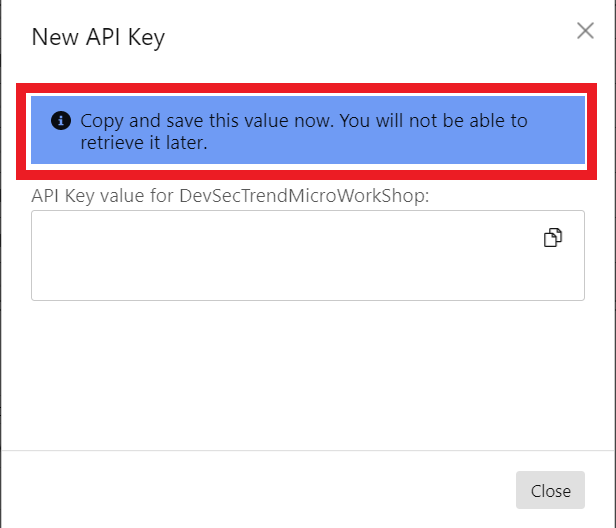 New API Key
Copy and save this value now. You will not be able to
retrieve it later.
API Key value for DevSecTrendMicroWorkShop:
Close